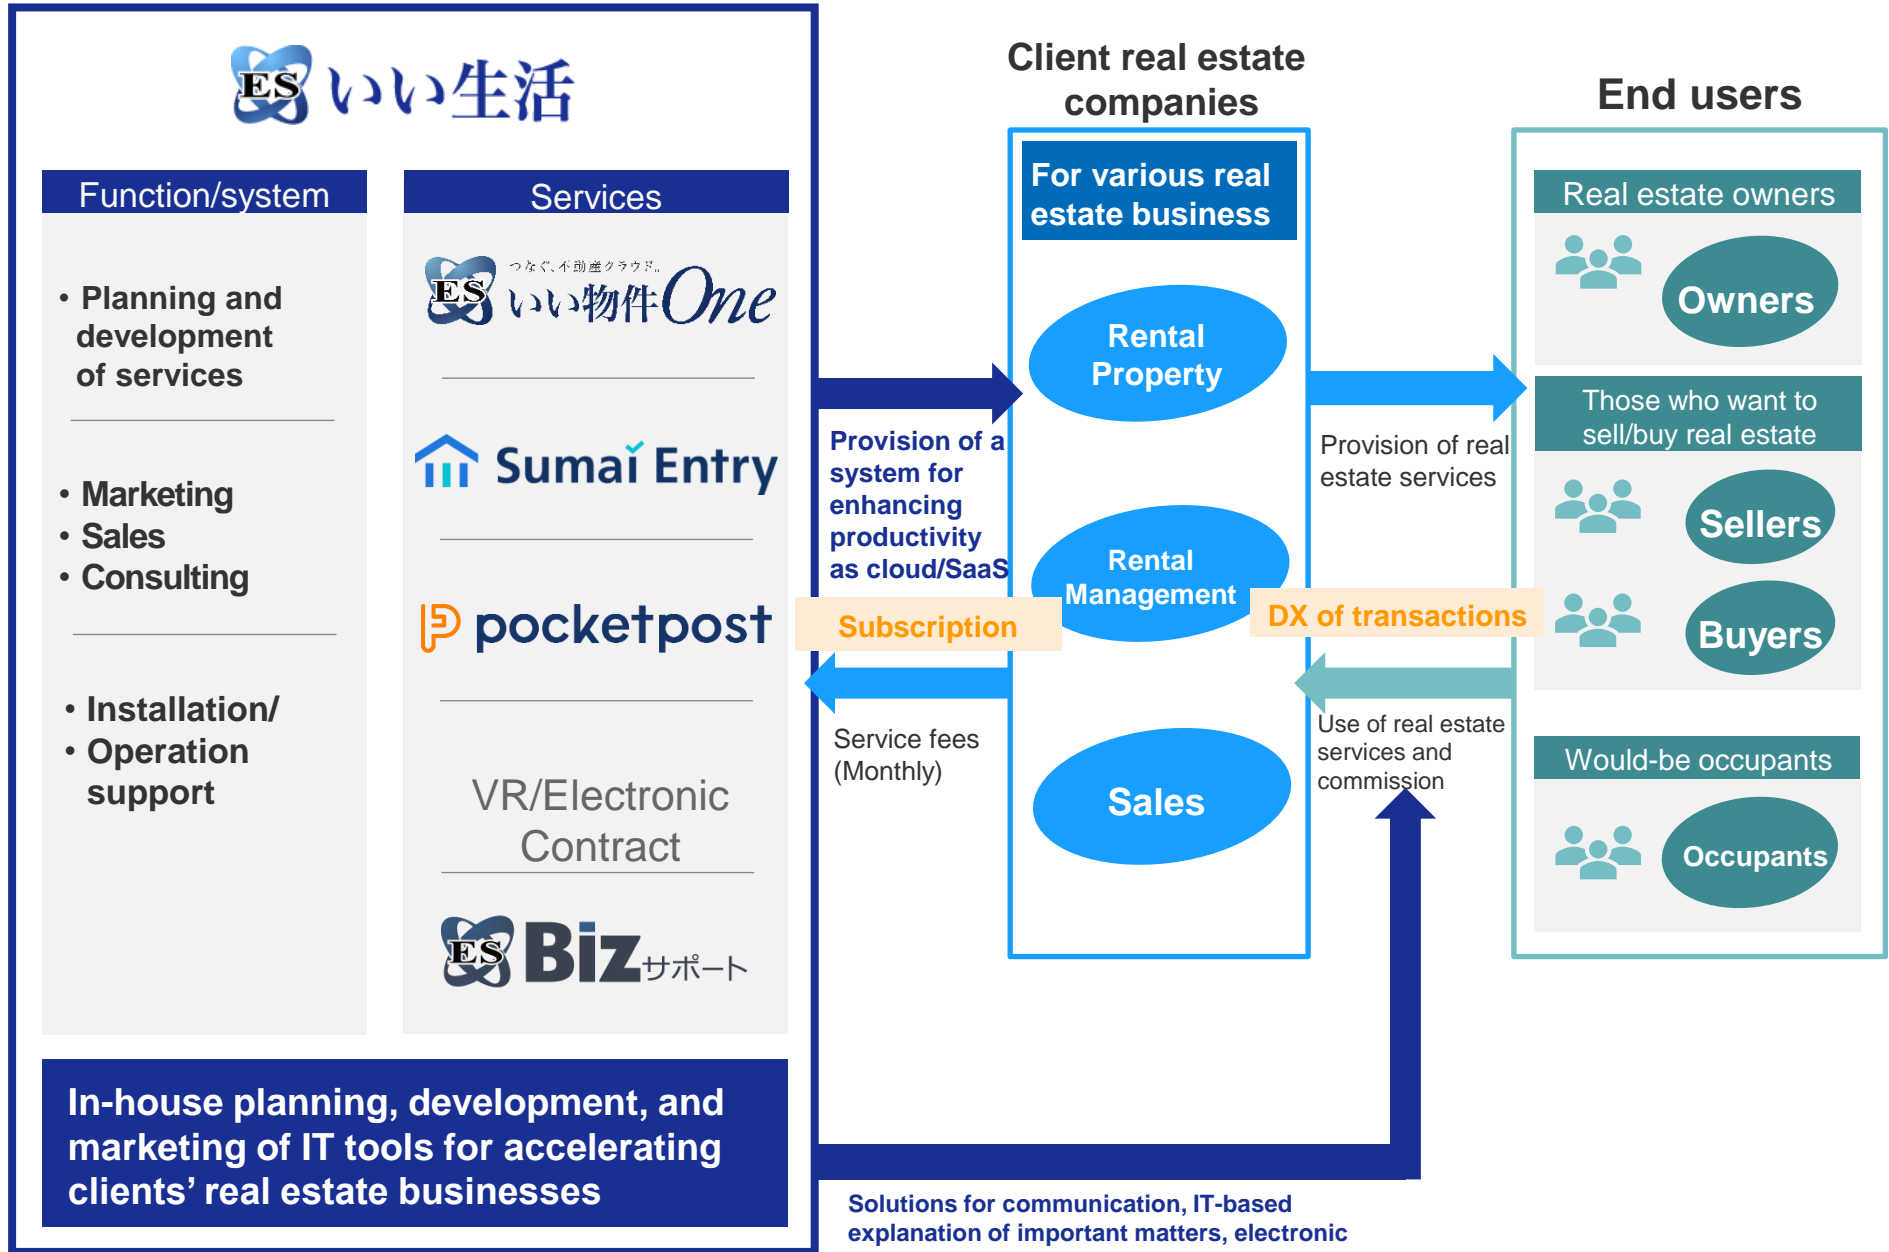 ES いい生活
Function/system
• Planning and
development
of services
• Marketing
• Sales
• Consulting
• Installation/
• Operation
support
Services
つなぐ、不動産クラウド。
ES いい物件One
Sumai Entry
pocketpost
VR/Electronic
Contract
ES Bizサポート
In-house planning, development, and
marketing of IT tools for accelerating
clients’ real estate businesses
Provision of a
system for
enhancing
productivity
as cloud/SaaS
Subscription
Service fees
(Monthly)
Client real estate
companies
For various real
estate business
Rental
Property
Rental
Management
Sales
Provision of real
estate services
DX of transactions
Use of real estate
services and
commission
Solutions for communication, IT-based
explanation of important matters, electronic
End users
Real estate owners
Owners
Those who want to
sell/buy real estate
Sellers
Buyers
Would-be occupants
Occupants